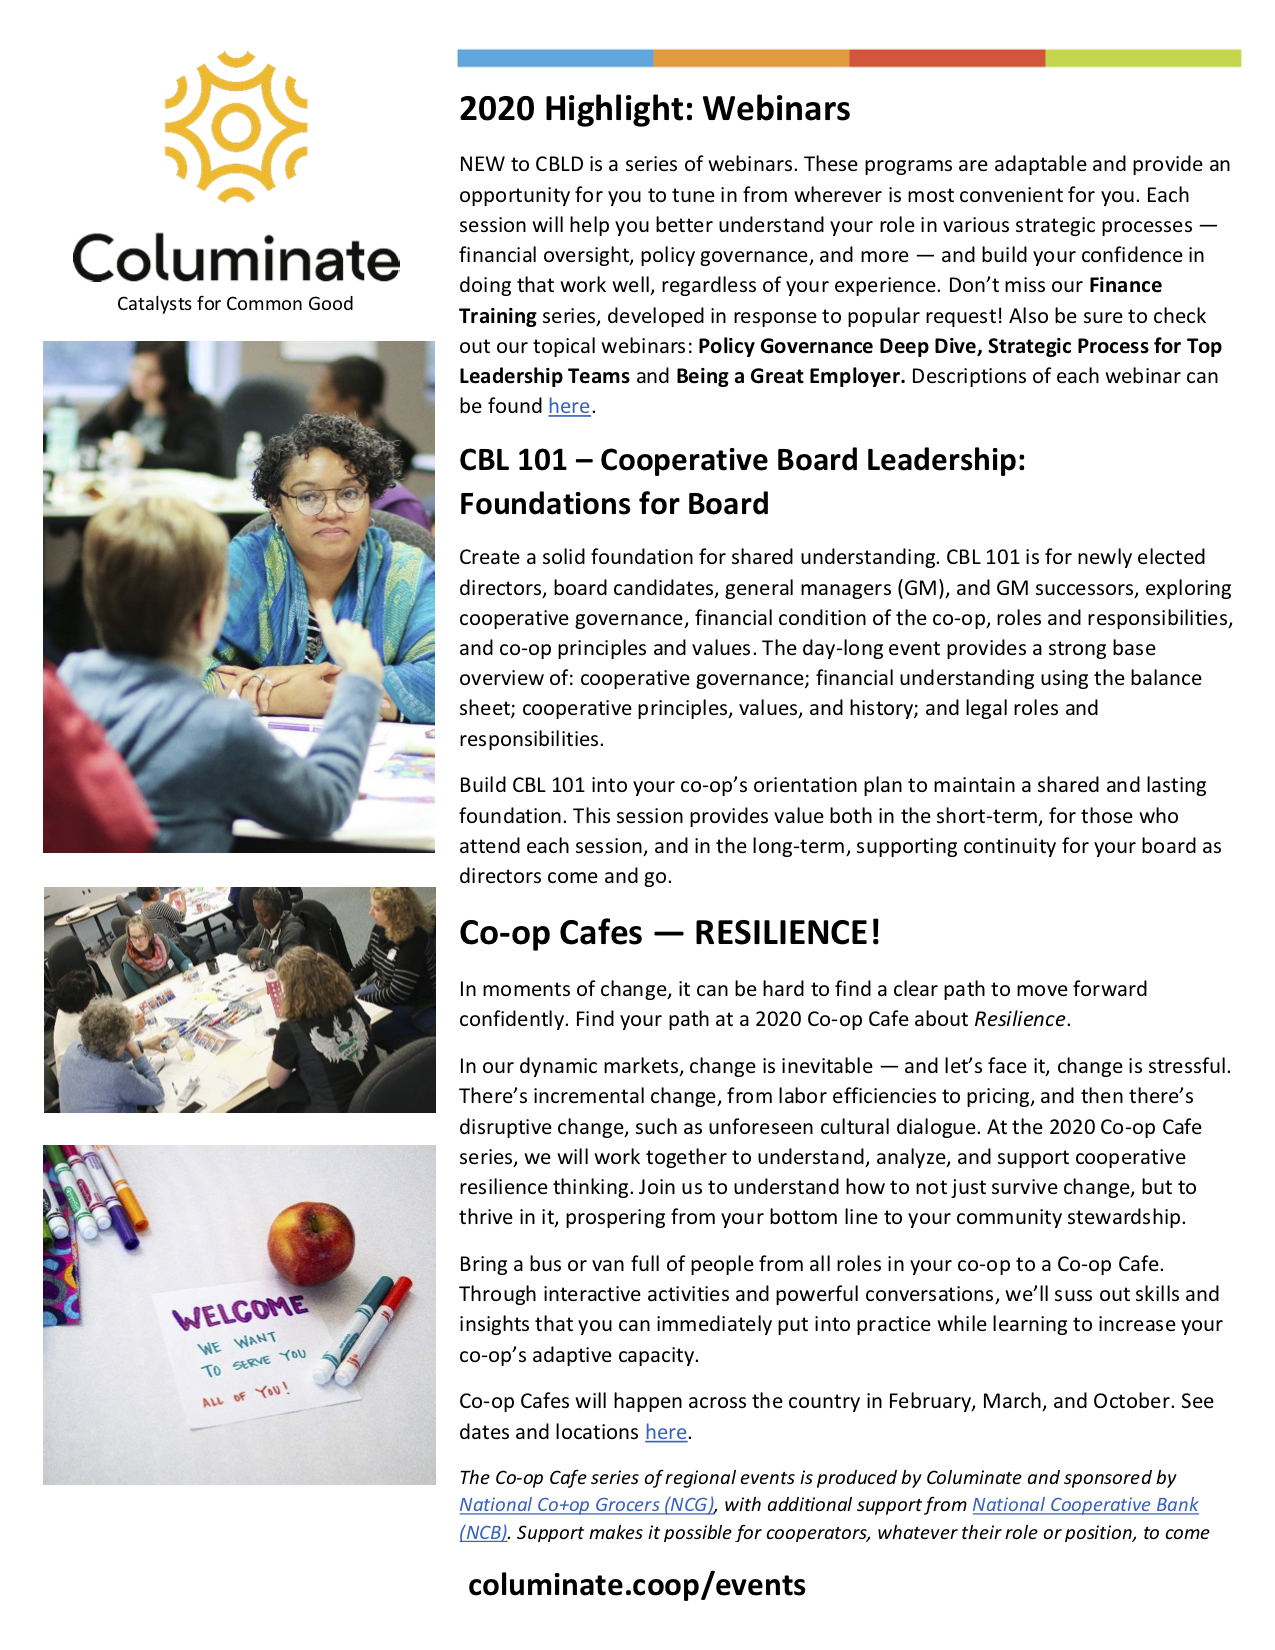 Columinate
Catalysts for Common Good
WELCOME
WE WANT
TO SERVE YOU
ALL OF YOU!
2020 Highlight: Webinars
NEW to CBLD is a series of webinars. These programs are adaptable and provide an
opportunity for you to tune in from wherever is most convenient for you. Each
session will help you better understand your role in various strategic processes —
financial oversight, policy governance, and more — and build your confidence in
doing that work well, regardless of your experience. Don’t miss our Finance
Training series, developed in response to popular request! Also be sure to check
out our topical webinars: Policy Governance Deep Dive, Strategic Process for Top
Leadership Teams and Being a Great Employer. Descriptions of each webinar can
be found here.
CBL 101 – Cooperative Board Leadership:
Foundations for Board
Create a solid foundation for shared understanding. CBL 101 is for newly elected
directors, board candidates, general managers (GM), and GM successors, exploring
cooperative governance, financial condition of the co-op, roles and responsibilities,
and co-op principles and values. The day-long event provides a strong base
overview of: cooperative governance; financial understanding using the balance
sheet; cooperative principles, values, and history; and legal roles and
responsibilities.
Build CBL 101 into your co-op’s orientation plan to maintain a shared and lasting
foundation. This session provides value both in the short-term, for those who
attend each session, and in the long-term, supporting continuity for your board as
directors come and go.
Co-op Cafes — RESILIENCE!
In moments of change, it can be hard to find a clear path to move forward
confidently. Find your path at a 2020 Co-op Cafe about Resilience.
In our dynamic markets, change is inevitable — and let’s face it, change is stressful.
There’s incremental change, from labor efficiencies to pricing, and then there’s
disruptive change, such as unforeseen cultural dialogue. At the 2020 Co-op Cafe
series, we will work together to understand, analyze, and support cooperative
resilience thinking. Join us to understand how to not just survive change, but to
thrive in it, prospering from your bottom line to your community stewardship.
Bring a bus or van full of people from all roles in your co-op to a Co-op Cafe.
Through interactive activities and powerful conversations, we’ll suss out skills and
insights that you can immediately put into practice while learning to increase your
co-op’s adaptive capacity.
Co-op Cafes will happen across the country in February, March, and October. See
dates and locations here.
The Co-op Cafe series of regional events is produced by Columinate and sponsored by
National Co+op Grocers (NCG), with additional support from National Cooperative Bank
(NCB). Support makes it possible for cooperators, whatever their role or position, to come
columinate.coop/events